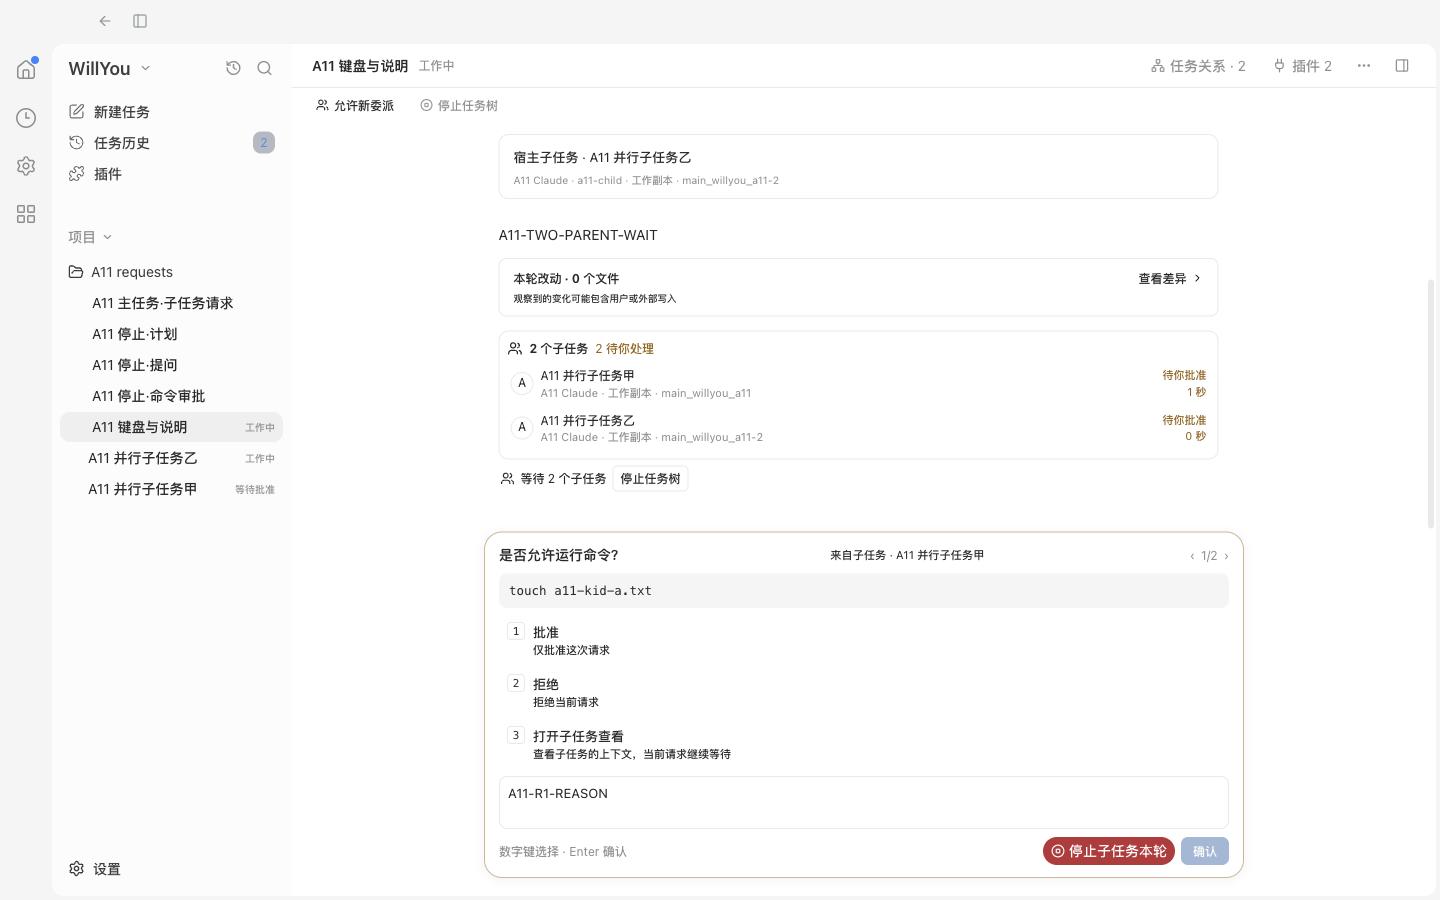 WillYou
新建任务
任务历史
2
插件
项目
A11 requests
A11 主任务·子任务请求
A11 停止·计划
A11 停止·提问
A11 停止·命令审批
A11 键盘与说明 工作中
A11 并行子任务乙 工作中
A11 并行子任务甲 等待批准
设置
A11 键盘与说明 工作中
任务关系 · 2
插件 2
允许新委派
停止任务树
宿主子任务 · A11 并行子任务乙
A11 Claude · a11-child · 工作副本 · main_willyou_a11-2
A11-TWO-PARENT-WAIT
本轮改动 · 0 个文件
查看差异
观察到的变化可能包含用户或外部写入
2 个子任务 2 待你处理
A
A11 并行子任务甲
A11 Claude · 工作副本 · main_willyou_a11
待你批准
1 秒
A
A11 并行子任务乙
A11 Claude · 工作副本 · main_willyou_a11-2
待你批准
0 秒
等待 2 个子任务
停止任务树
是否允许运行命令?
来自子任务 · A11 并行子任务甲
‹ 1/2 ›
touch a11-kid-a.txt
1 批准
仅批准这次请求
2 拒绝
拒绝当前请求
3 打开子任务查看
查看子任务的上下文，当前请求继续等待
A11-R1-REASON
数字键选择 · Enter 确认
停止子任务本轮
确认